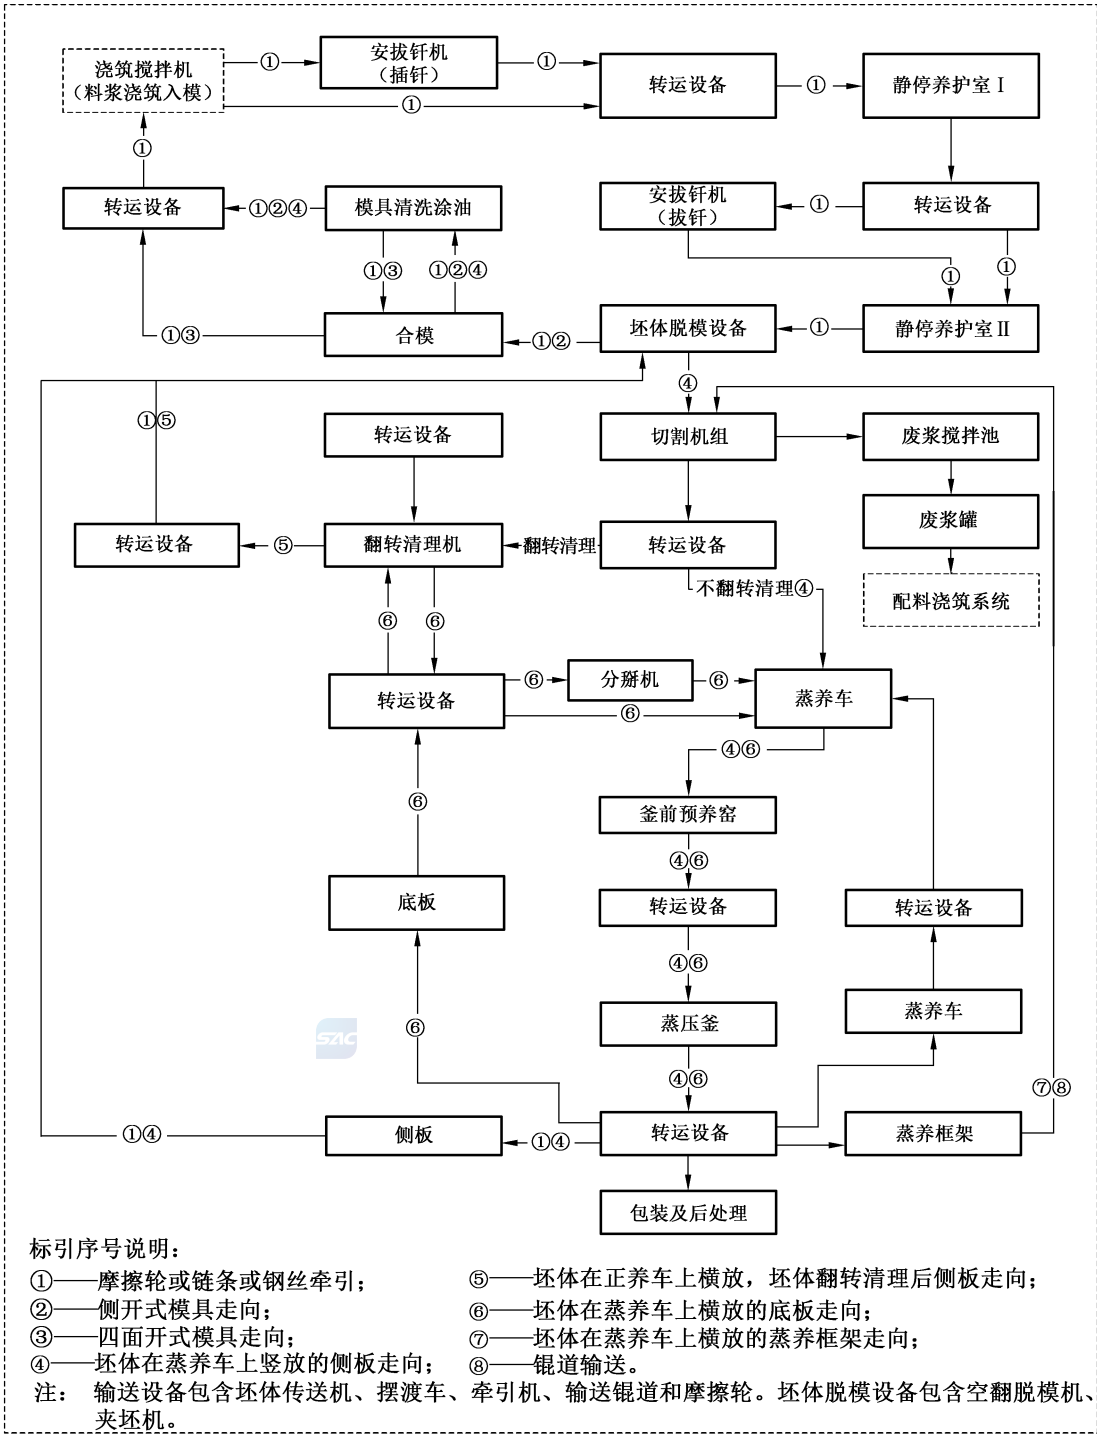 浇筑搅拌机
（料浆浇筑入模）
①
安拔钎机
（插钎）
①
转运设备
①
静停养护室Ⅰ
①
①
转运设备
①②④
模具清洗涂油
安拔钎机
（拔钎）
①
转运设备
①③
①②④
①
①
①③
合模
①②
坯体脱模设备
①
静停养护室Ⅱ
④
①⑤
转运设备
切割机组
废浆搅拌池
废浆罐
转运设备
⑤
翻转清理机
翻转清理
转运设备
不翻转清理④
配料浇筑系统
⑥
⑥
转运设备
⑥
分掰机
⑥
⑥
蒸养车
④⑥
⑥
釜前预养窑
④⑥
底板
转运设备
转运设备
④⑥
⑥
SAC
蒸压釜
蒸养车
④⑥
⑦⑧
①④
侧板
①④
转运设备
蒸养框架
包装及后处理
标引序号说明：
①——摩擦轮或链条或钢丝牵引；
②——侧开式模具走向；
③——四面开式模具走向；
④——坯体在蒸养车上竖放的侧板走向；
⑤——坯体在正养车上横放，坯体翻转清理后侧板走向；
⑥——坯体在蒸养车上横放的底板走向；
⑦——坯体在蒸养车上横放的蒸养框架走向；
⑧——锟道输送。
注： 输送设备包含坯体传送机、摆渡车、牵引机、输送锟道和摩擦轮。坯体脱模设备包含空翻脱模机、
夹坯机。